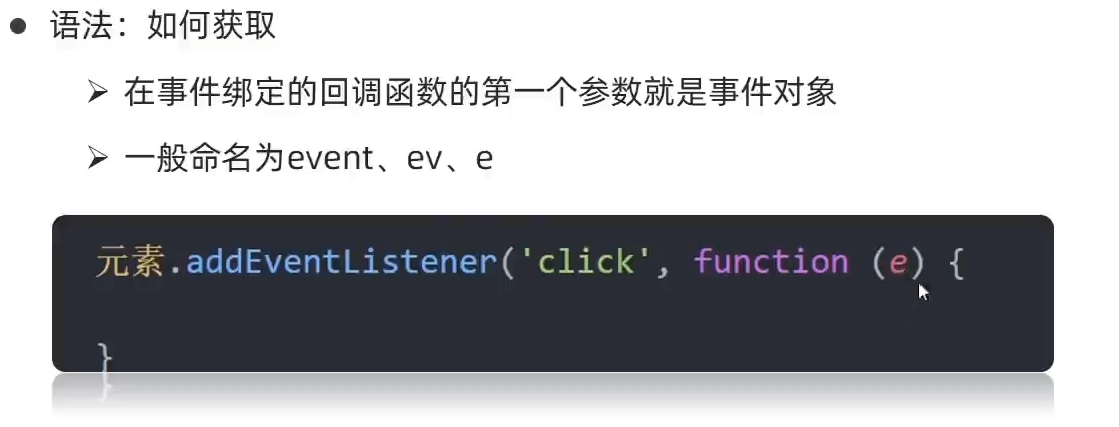 ● 语法：如何获取
➢ 在事件绑定的回调函数的第一个参数就是事件对象
➢ 一般命名为event、ev、e
元素.addEventListener('click', function (e) {
}